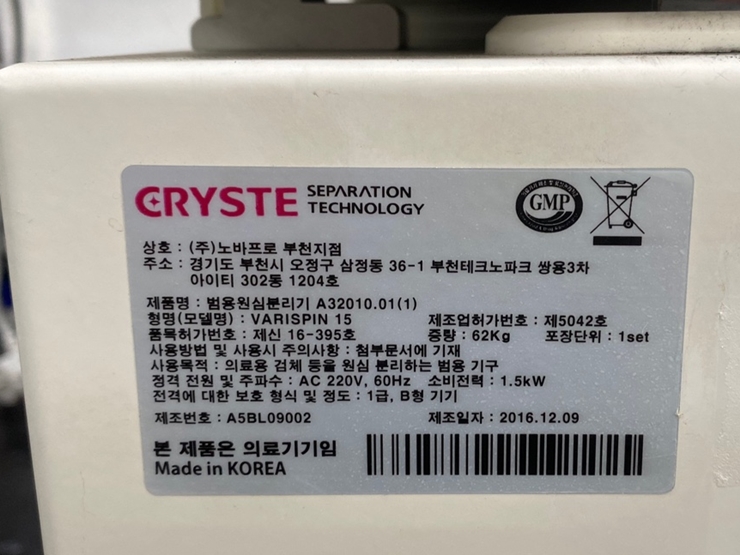 CRYSTE SEPARATION TECHNOLOGY
GMP
상호 : (주)노바프로 부천지점
주소 : 경기도 부천시 오정구 삼정동 36-1 부천테크노파크 쌍용3차
아이티 302동 1204호
제품명 : 범용원심분리기 A32010.01(1)
형명(모델명) : VARISPIN 15 제조업허가번호 : 제5042호
품목허가번호 : 제신 16-395호 중량 : 62Kg 포장단위 : 1set
사용방법 및 사용시 주의사항 : 첨부문서에 기재
사용목적 : 의료용 검체 등을 원심 분리하는 범용 기구
정격 전원 및 주파수 : AC 220V, 60Hz 소비전력 : 1.5kW
전격에 대한 보호 형식 및 정도 : 1급, B형 기기
제조번호 : A5BL09002 제조일자 : 2016.12.09
본 제품은 의료기기임
Made in KOREA